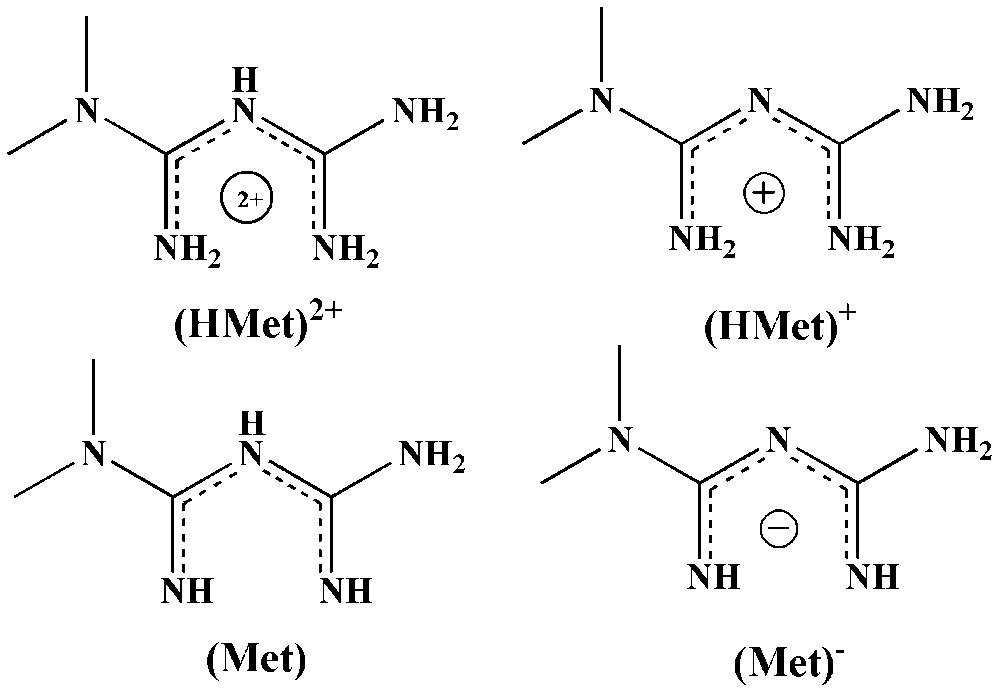 H
N N NH₂ N N NH₂
2+ +
NH₂ NH₂ NH₂ NH₂
(HMet)²⁺ (HMet)⁺
H
N N NH₂ N N NH₂
−
NH NH NH NH
(Met) (Met)⁻